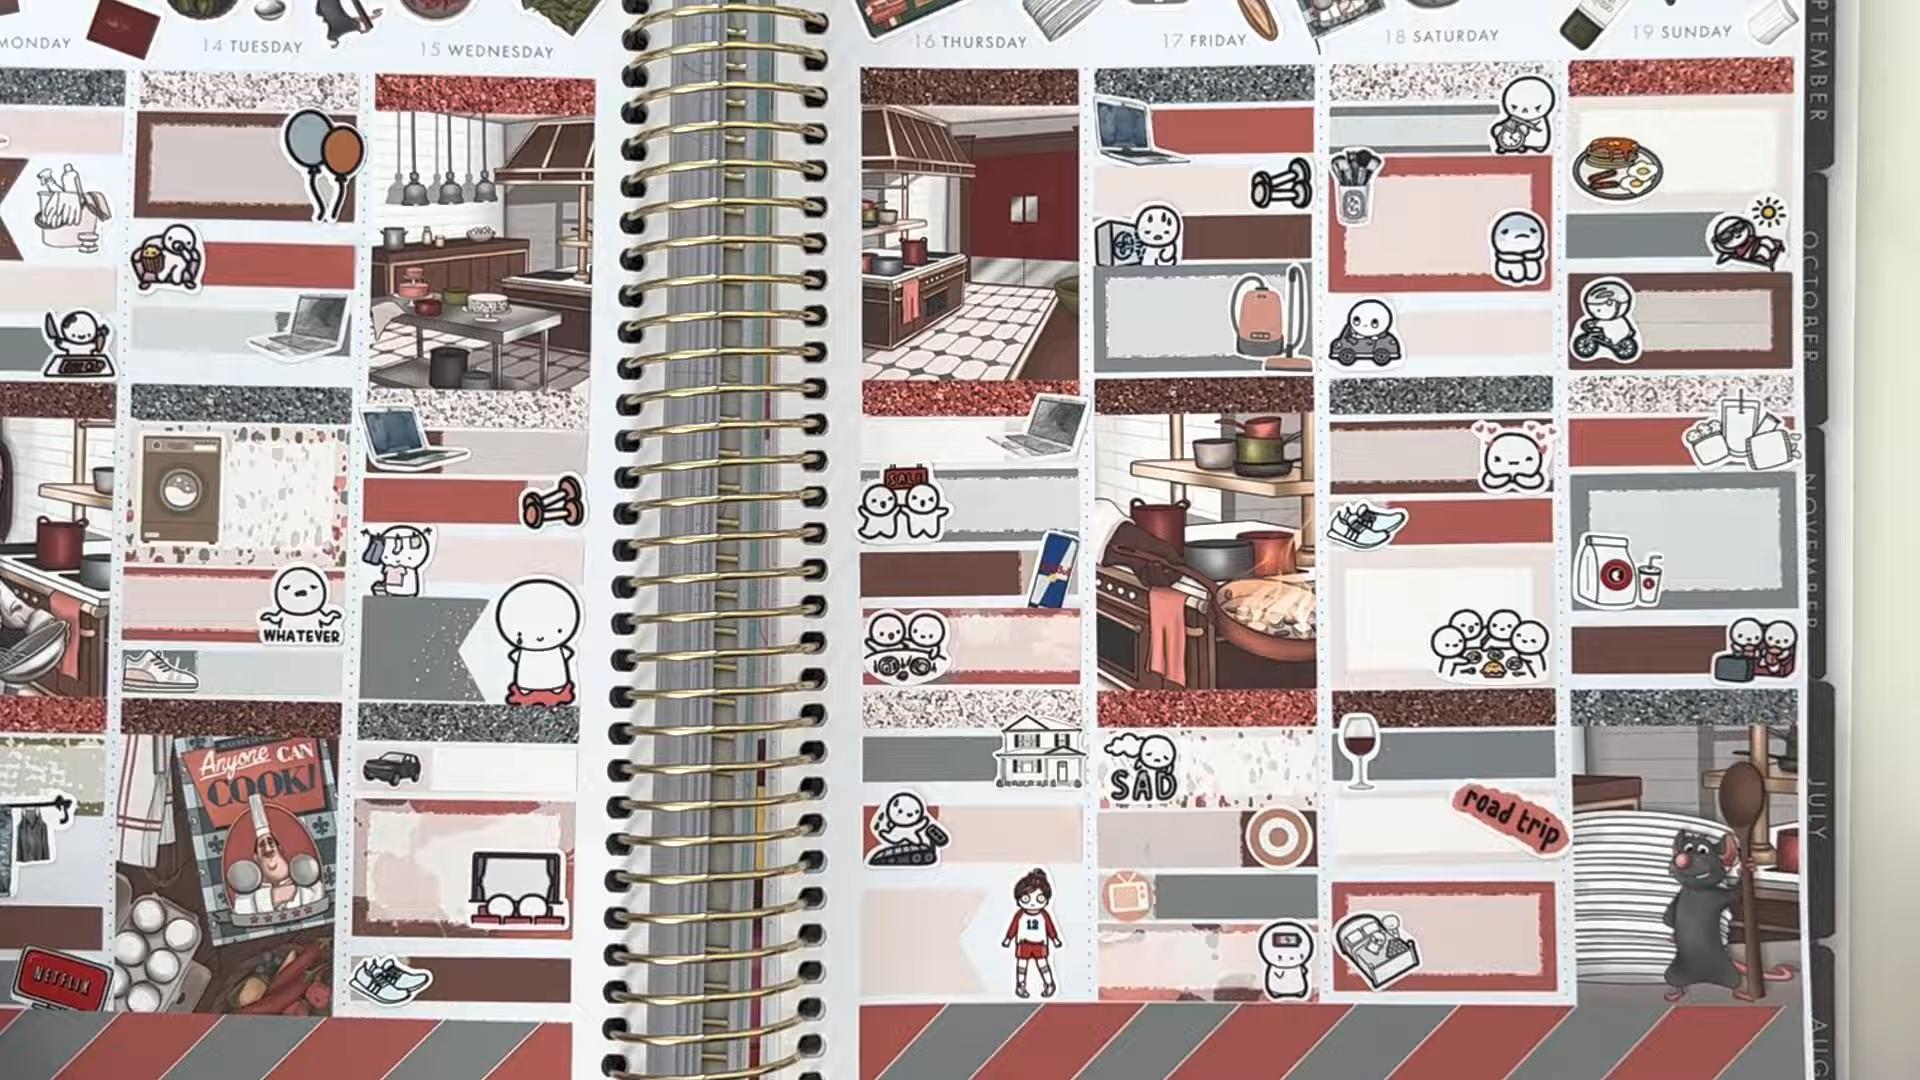 MONDAY
14 TUESDAY
15 WEDNESDAY
16 THURSDAY
17 FRIDAY
18 SATURDAY
19 SUNDAY
WHATEVER
Anyone CAN
COOK!
NETFLIX
SALE
12
SAD
road trip
OCTOBER
NOVEMBER
JULY